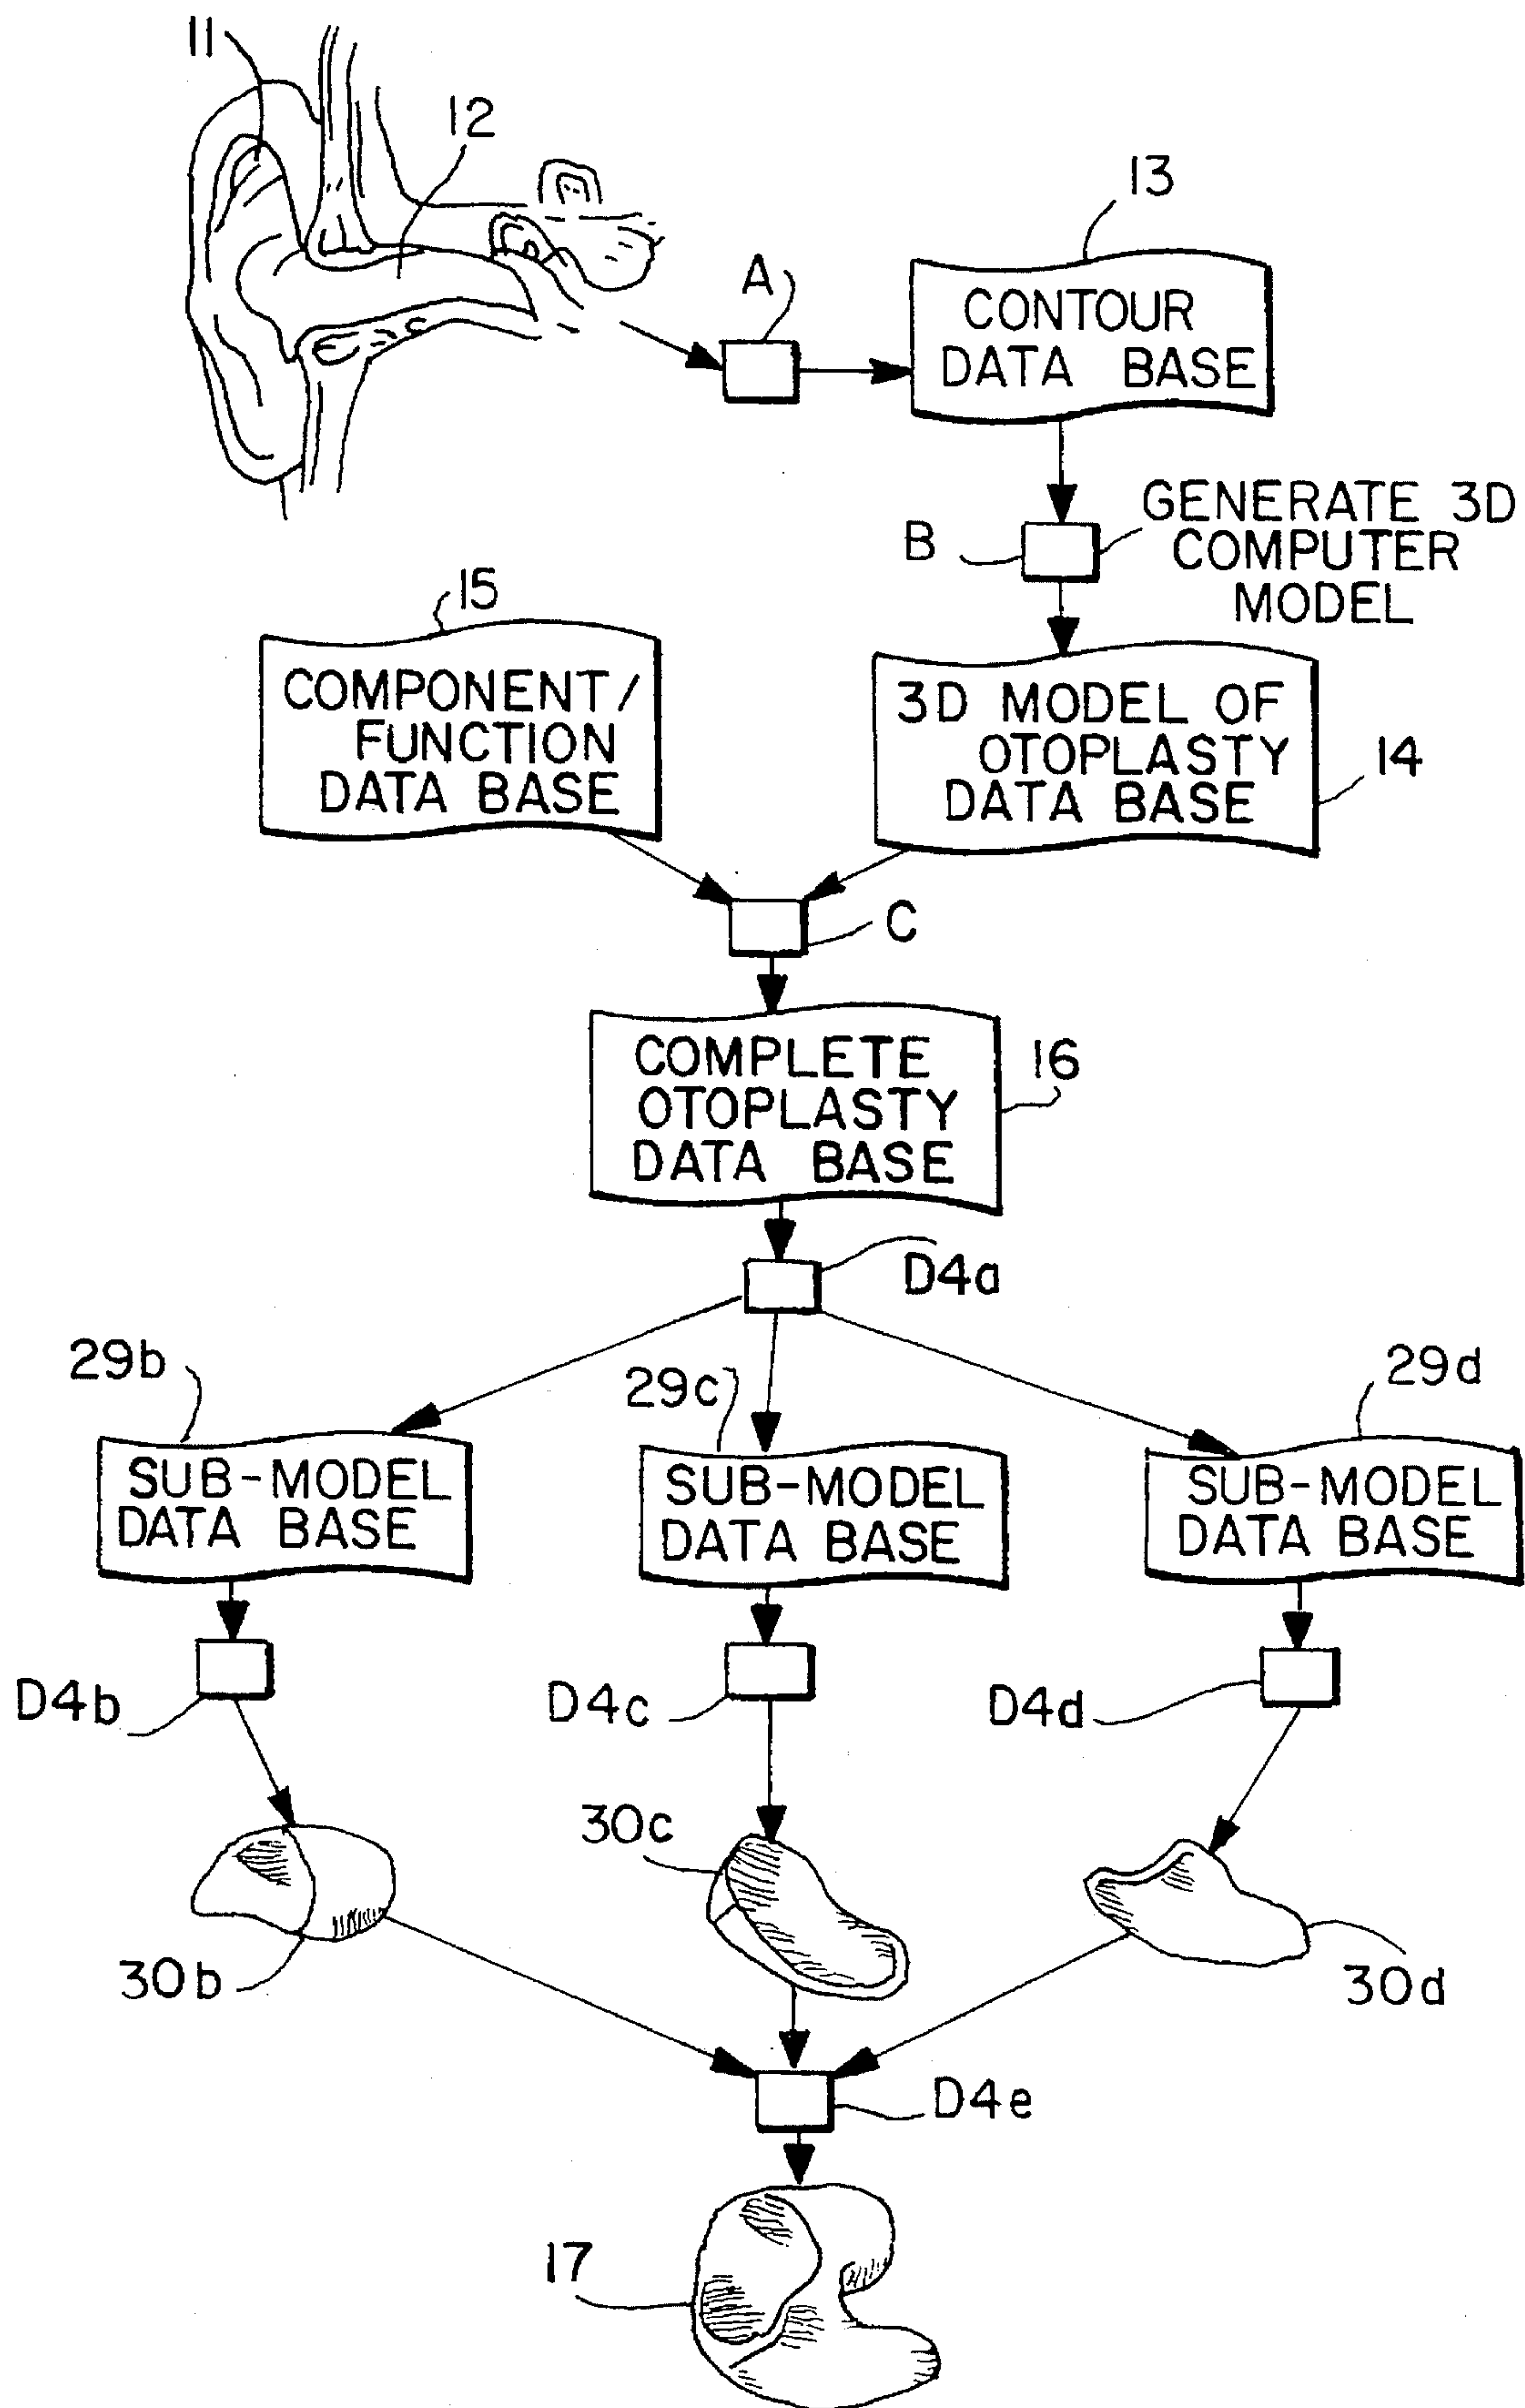 11
12
13
A
CONTOUR
DATA BASE
B
GENERATE 3D
COMPUTER
MODEL
15
COMPONENT/
FUNCTION
DATA BASE
3D MODEL OF
OTOPLASTY
DATA BASE
14
C
COMPLETE
OTOPLASTY
DATA BASE
16
D4a
29b
29c
29d
SUB-MODEL
DATA BASE
SUB-MODEL
DATA BASE
SUB-MODEL
DATA BASE
D4b
D4c
D4d
30c
30b
30d
D4e
17